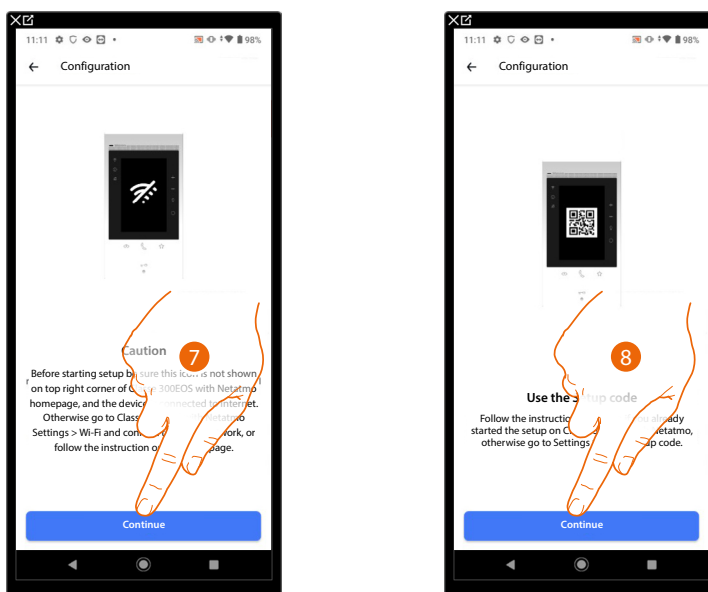 11:11
98%
Configuration
7
Caution
Before starting setup be sure this icon is not shown
on top right corner of 300EOS with Netatmo
homepage, and the device connected to internet.
Otherwise go to Class Netatmo
Settings > Wi-Fi and work, or
follow the instruction page.
Continue
11:11
98%
Configuration
8
Use the Setup code
Follow the instruction already
started the setup on Netatmo,
otherwise go to Settings code.
Continue